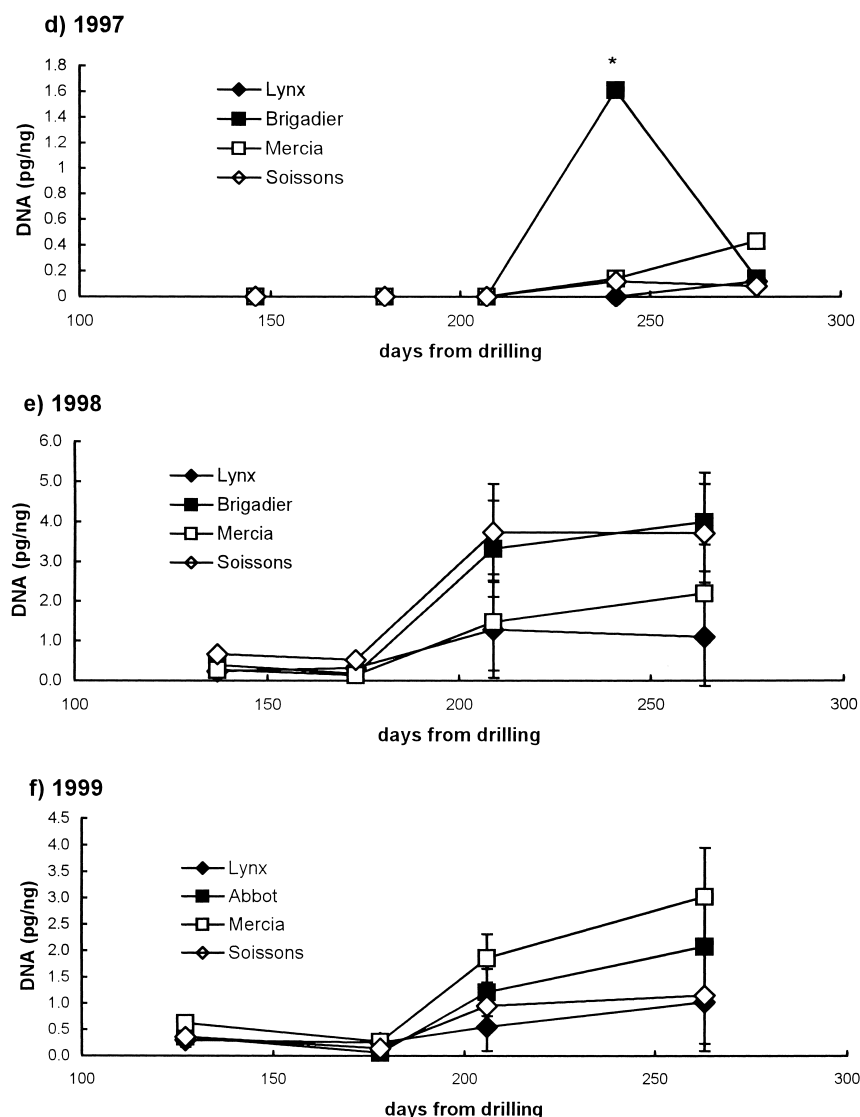 d) 1997
*
1.8
1.6
1.4
1.2
1
0.8
0.6
0.4
0.2
0
DNA (pg/ng)
Lynx
Brigadier
Mercia
Soissons
100
150
200
250
300
days from drilling
e) 1998
6.0
5.0
4.0
3.0
2.0
1.0
0.0
DNA (pg/ng)
Lynx
Brigadier
Mercia
Soissons
100
150
200
250
300
days from drilling
f) 1999
4.5
4.0
3.5
3.0
2.5
2.0
1.5
1.0
0.5
0.0
DNA (pg/ng)
Lynx
Abbot
Mercia
Soissons
100
150
200
250
300
days from drilling